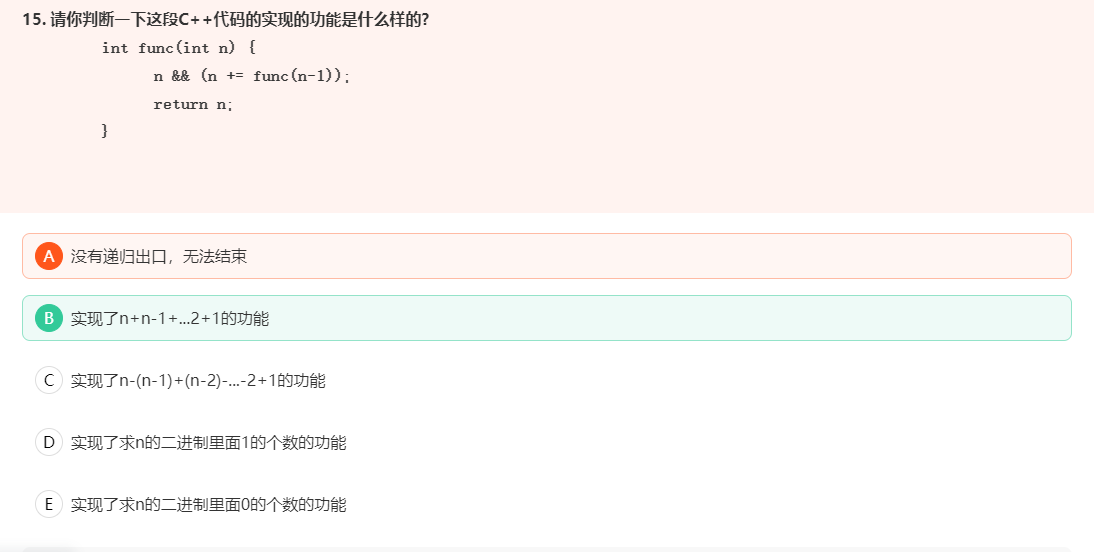 15. 请你判断一下这段C++代码的实现的功能是什么样的?
int func(int n) {
n && (n += func(n-1));
return n;
}
A 没有递归出口，无法结束
B 实现了n+n-1+...2+1的功能
C 实现了n-(n-1)+(n-2)-...-2+1的功能
D 实现了求n的二进制里面1的个数的功能
E 实现了求n的二进制里面0的个数的功能